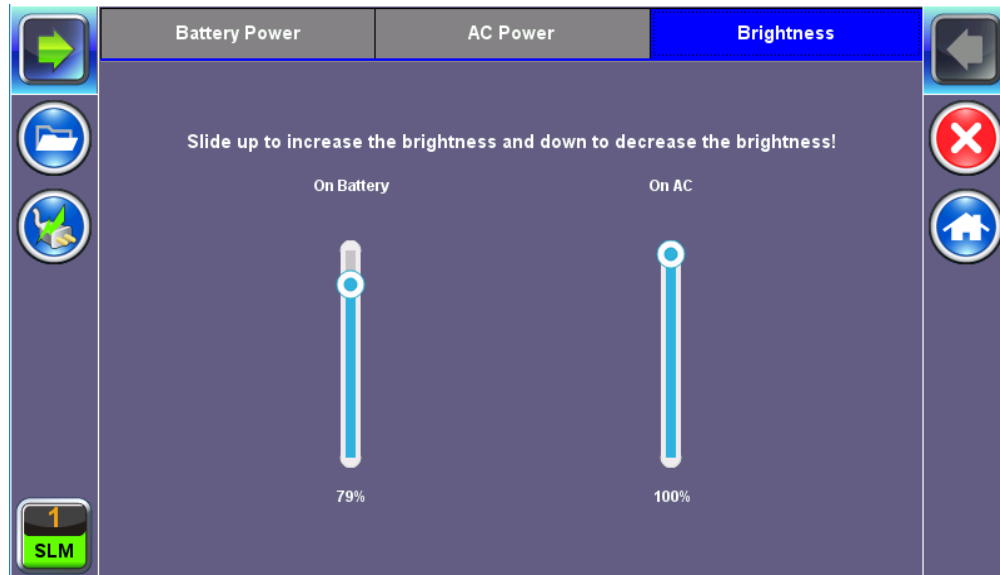 Battery Power
AC Power
Brightness
Slide up to increase the brightness and down to decrease the brightness!
On Battery
On AC
79%
100%
1
SLM